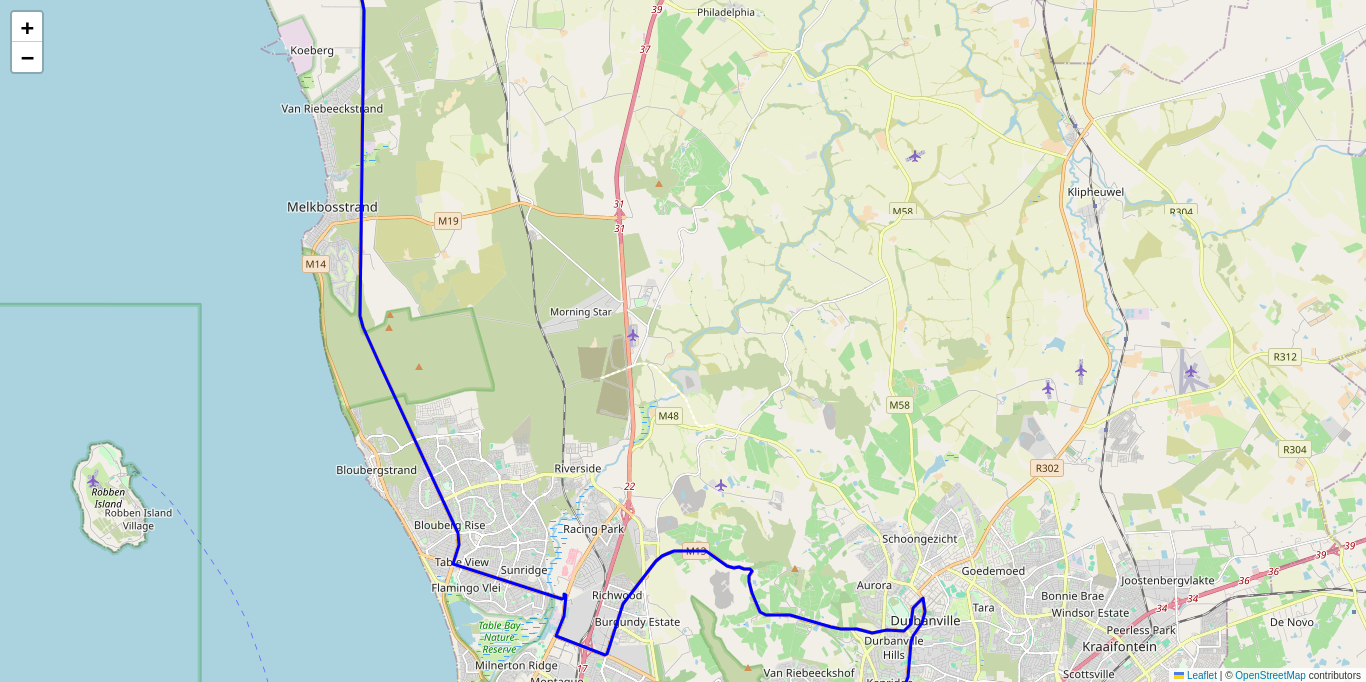 +
−
Philadelphia
39
37
Koeberg
Van Riebeeckstrand
Klipheuwel
Melkbosstrand
M19
31
31
M58
R304
M14
Morning Star
R312
M48
M58
R304
Bloubergstrand
Riverside
R302
22
Robben
Island
Robben Island
Village
Blouberg Rise
Racing Park
Schoongezicht
M13
Table View
Sunridge
Goedemoed
39
39
36
36
Joostenbergvlakte
Flamingo Vlei
Richwood
Aurora
Bonnie Brae
34
34
Tara
Windsor Estate
Table Bay
Nature
Reserve
Burgundy Estate
Durbanville
Peerless Park
De Novo
Durbanville
Hills
Kraaifontein
Milnerton Ridge
17
Van Riebeeckshof
Scottsville
Montague
Kenridge
Leaflet | © OpenStreetMap contributors